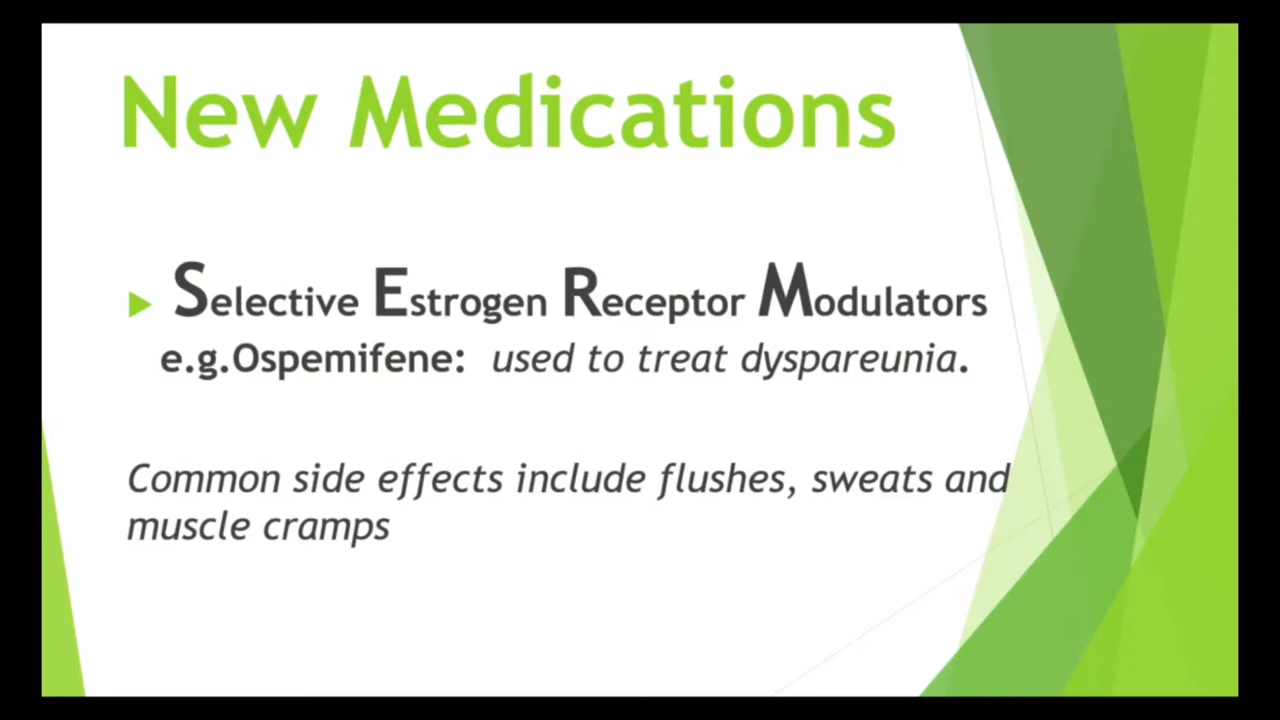 New Medications
Selective Estrogen Receptor Modulators
e.g.Ospemifene: used to treat dyspareunia.
Common side effects include flushes, sweats and
muscle cramps